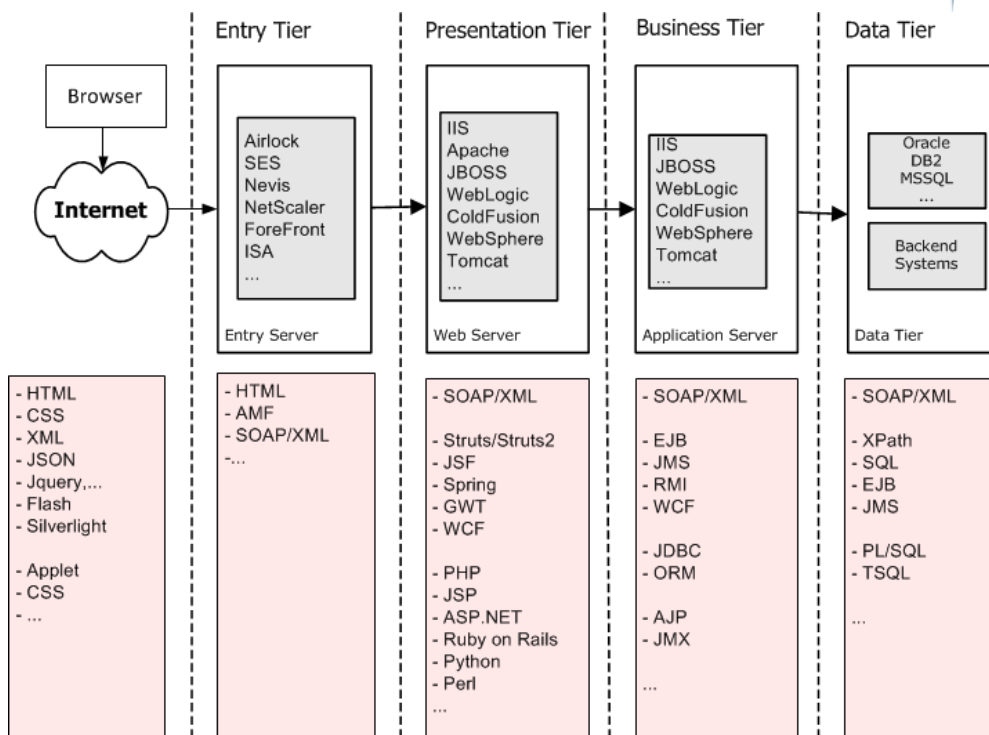 Entry Tier
Presentation Tier
Business Tier
Data Tier
Browser
Internet
Airlock
SES
Nevis
NetScaler
ForeFront
ISA
...
Entry Server
IIS
Apache
JBOSS
WebLogic
ColdFusion
WebSphere
Tomcat
...
Web Server
IIS
JBOSS
WebLogic
ColdFusion
WebSphere
Tomcat
...
Application Server
Oracle
DB2
MSSQL
...
Backend
Systems
Data Tier
- HTML
- CSS
- XML
- JSON
- Jquery,...
- Flash
- Silverlight
- Applet
- CSS
- ...
- HTML
- AMF
- SOAP/XML
-...
- SOAP/XML
- Struts/Struts2
- JSF
- Spring
- GWT
- WCF
- PHP
- JSP
- ASP.NET
- Ruby on Rails
- Python
- Perl
...
- SOAP/XML
- EJB
- JMS
- RMI
- WCF
- JDBC
- ORM
- AJP
- JMX
...
- SOAP/XML
- XPath
- SQL
- EJB
- JMS
- PL/SQL
- TSQL
...